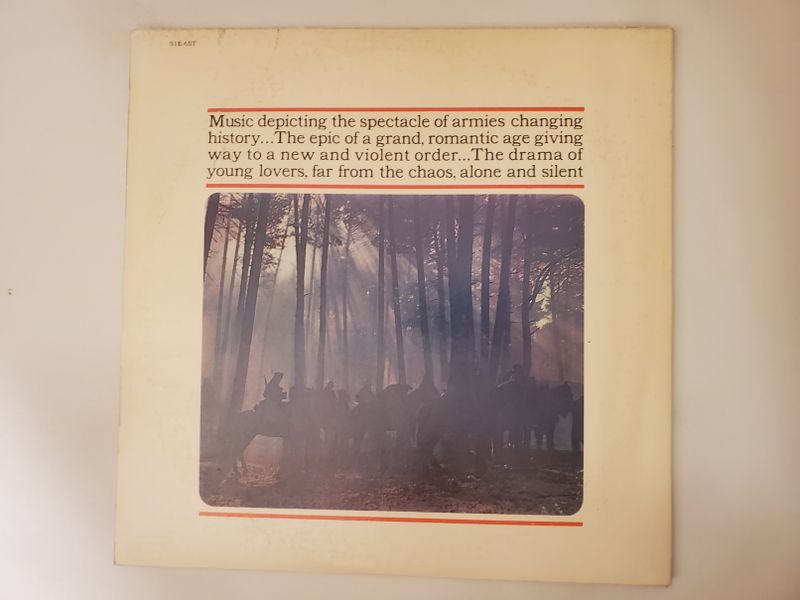 S1E-6ST
Music depicting the spectacle of armies changing
history...The epic of a grand, romantic age giving
way to a new and violent order...The drama of
young lovers, far from the chaos, alone and silent